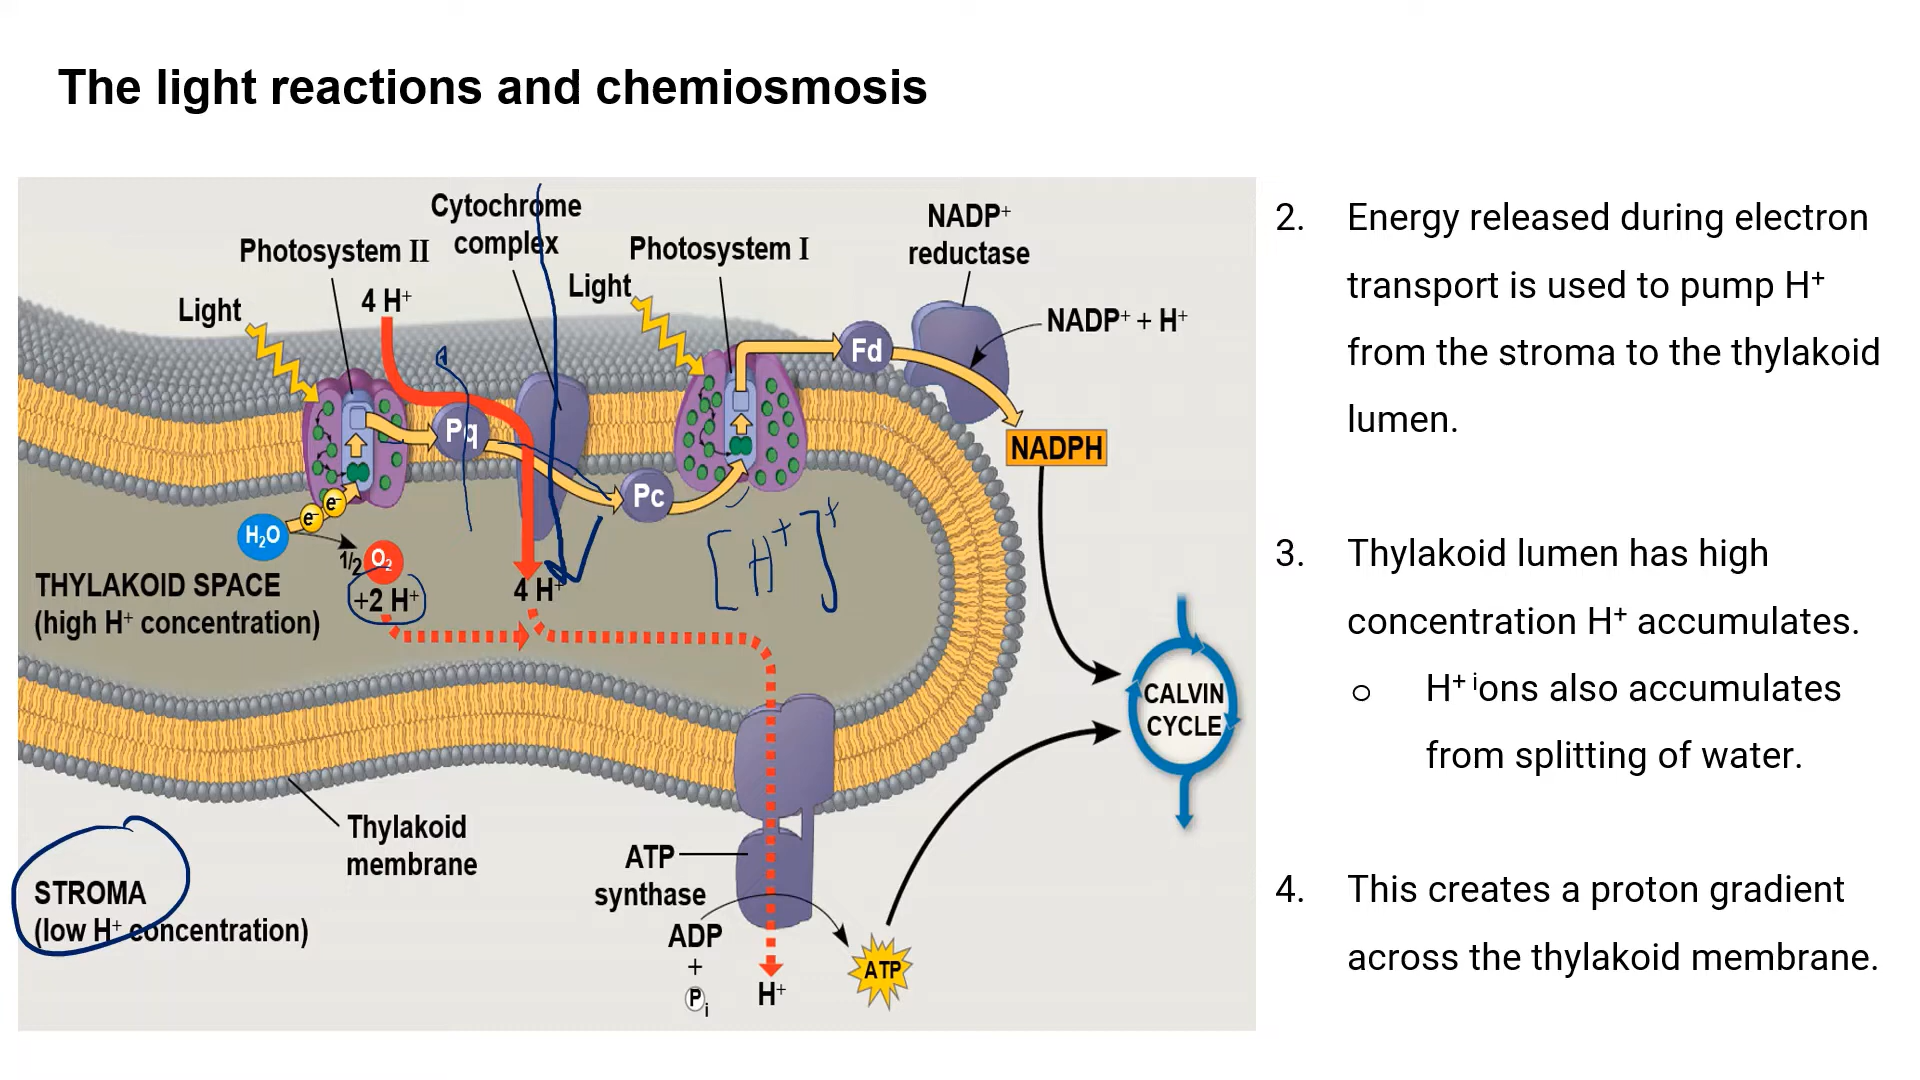 The light reactions and chemiosmosis
Cytochrome
complex
Photosystem II
Photosystem I
NADP⁺
reductase
Light
4 H⁺
Light
NADP⁺ + H⁺
Fd
Pq
NADPH
Pc
e⁻
e⁻
H₂O
1/2
O₂
+2 H⁺
4 H⁺
[H⁺]⁺
THYLAKOID SPACE
(high H⁺ concentration)
CALVIN
CYCLE
Thylakoid
membrane
ATP
synthase
STROMA
(low H⁺ concentration)
ADP
+
Pᵢ
H⁺
ATP
2. Energy released during electron
transport is used to pump H⁺
from the stroma to the thylakoid
lumen.
3. Thylakoid lumen has high
concentration H⁺ accumulates.
○ H⁺ ⁱons also accumulates
from splitting of water.
4. This creates a proton gradient
across the thylakoid membrane.